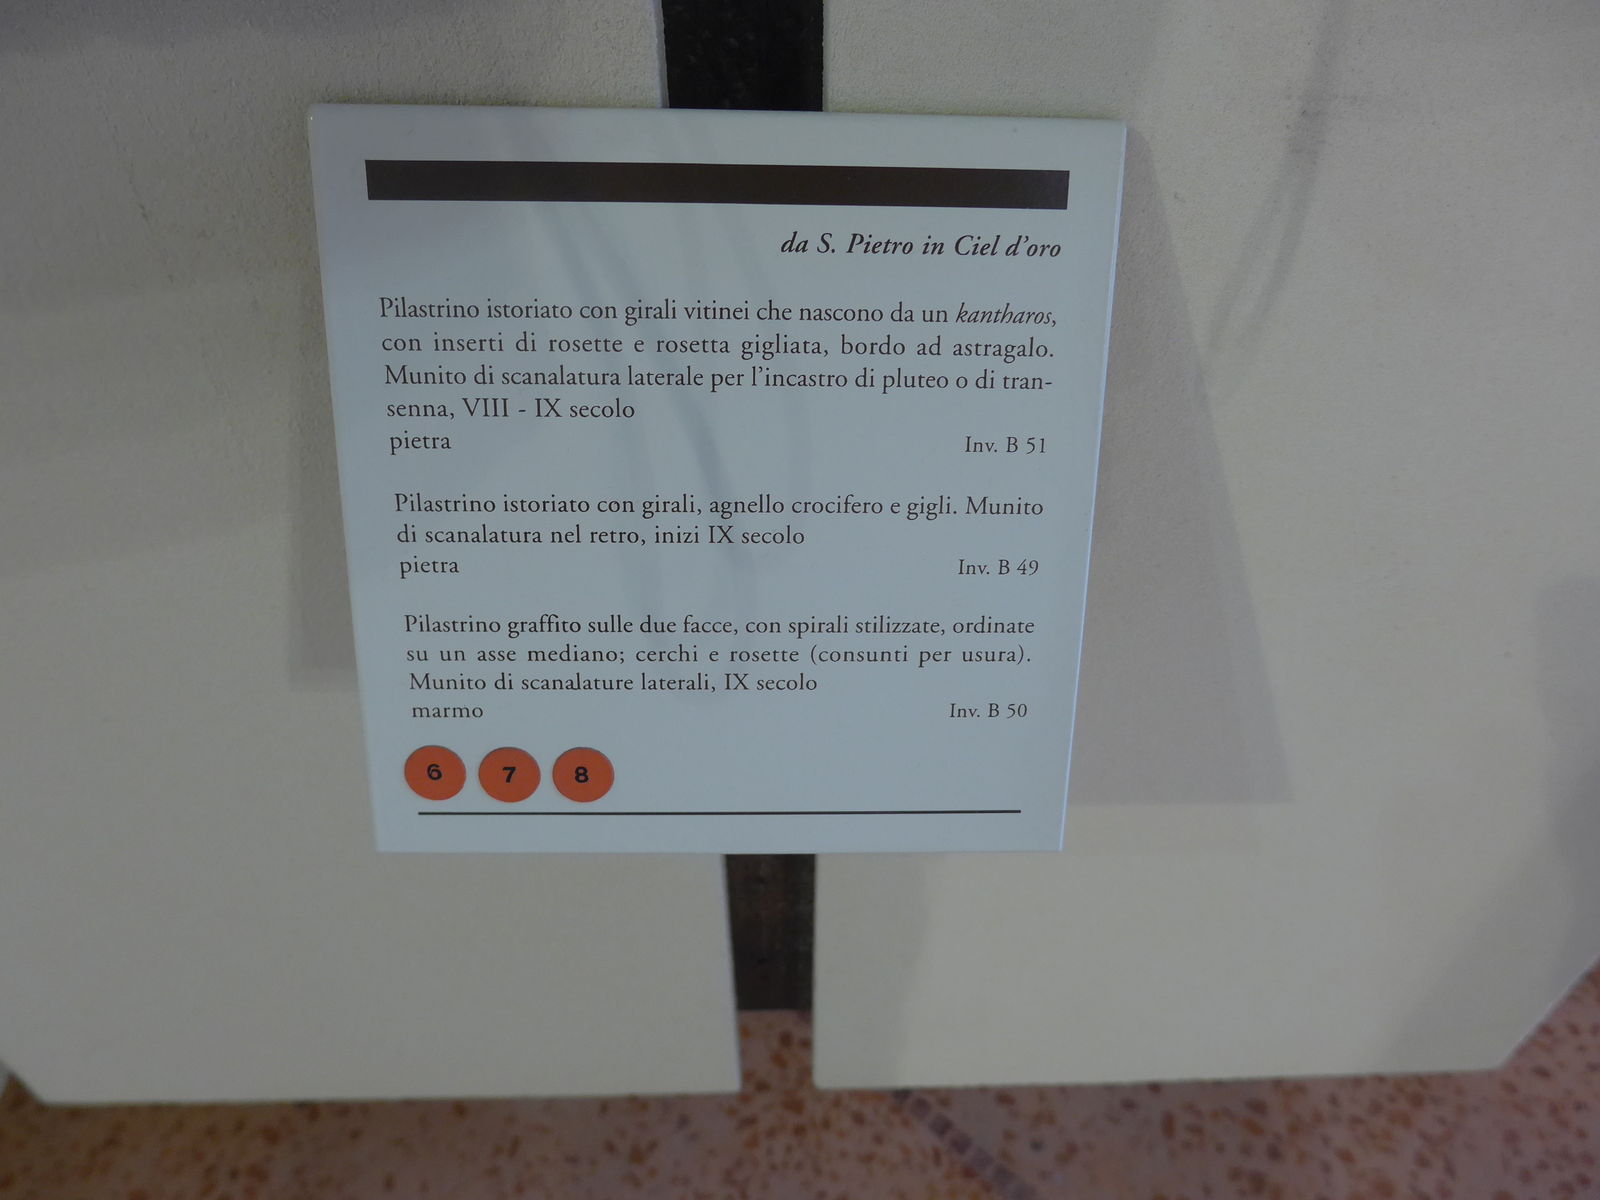 da S. Pietro in Ciel d'oro
Pilastrino istoriato con girali vitinei che nascono da un kantharos,
con inserti di rosette e rosetta gigliata, bordo ad astragalo.
Munito di scanalatura laterale per l'incastro di pluteo o di tran-
senna, VIII - IX secolo
pietra Inv. B 51
Pilastrino istoriato con girali, agnello crocifero e gigli. Munito
di scanalatura nel retro, inizi IX secolo
pietra Inv. B 49
Pilastrino graffito sulle due facce, con spirali stilizzate, ordinate
su un asse mediano; cerchi e rosette (consunti per usura).
Munito di scanalature laterali, IX secolo
marmo Inv. B 50
6 7 8